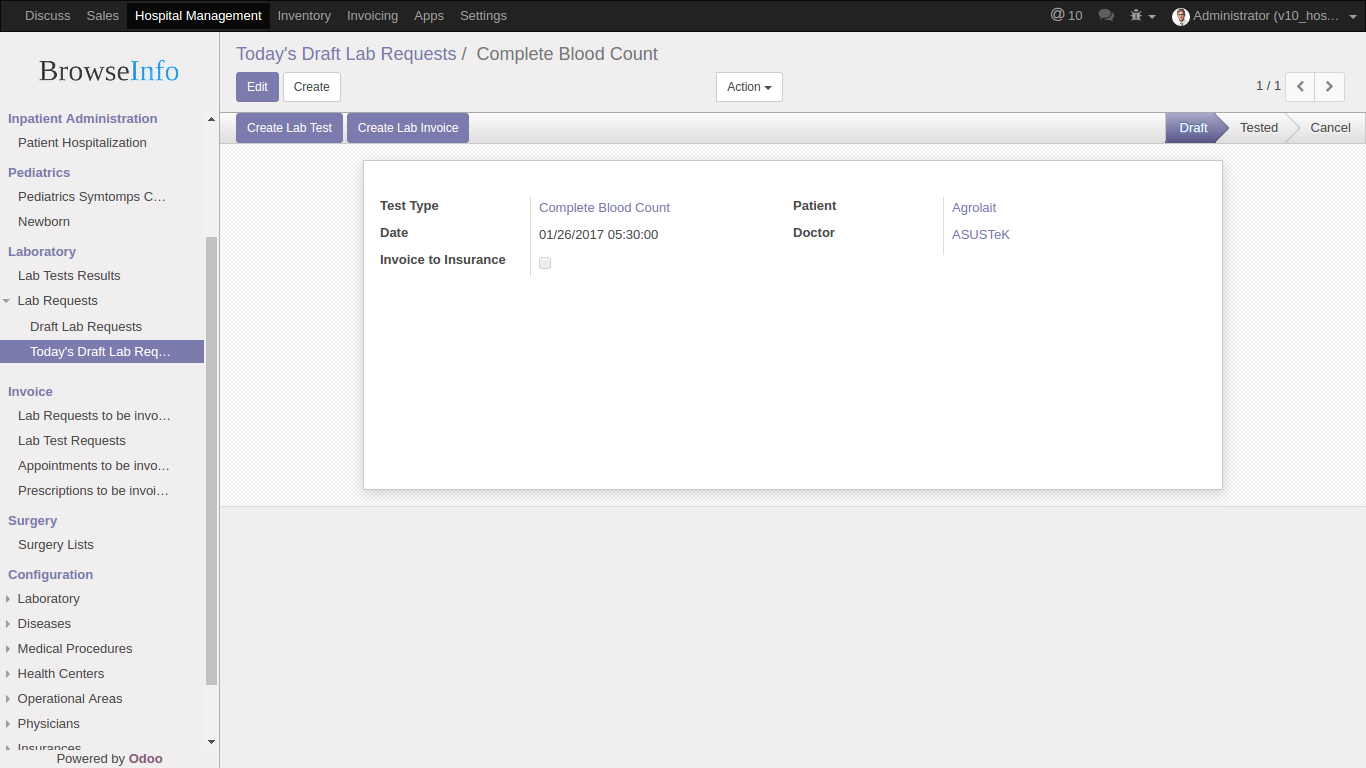 Discuss Sales Hospital Management Inventory Invoicing Apps Settings @ 10 Administrator (v10_hos...
BrowseInfo
Inpatient Administration
Patient Hospitalization
Pediatrics
Pediatrics Symtomps C...
Newborn
Laboratory
Lab Tests Results
Lab Requests
Draft Lab Requests
Today's Draft Lab Req...
Invoice
Lab Requests to be invo...
Lab Test Requests
Appointments to be invo...
Prescriptions to be invoi...
Surgery
Surgery Lists
Configuration
Laboratory
Diseases
Medical Procedures
Health Centers
Operational Areas
Physicians
Insurances
Powered by Odoo
Today's Draft Lab Requests / Complete Blood Count
Edit Create Action 1 / 1
Create Lab Test Create Lab Invoice Draft Tested Cancel
Test Type Complete Blood Count Patient Agrolait
Date 01/26/2017 05:30:00 Doctor ASUSTeK
Invoice to Insurance